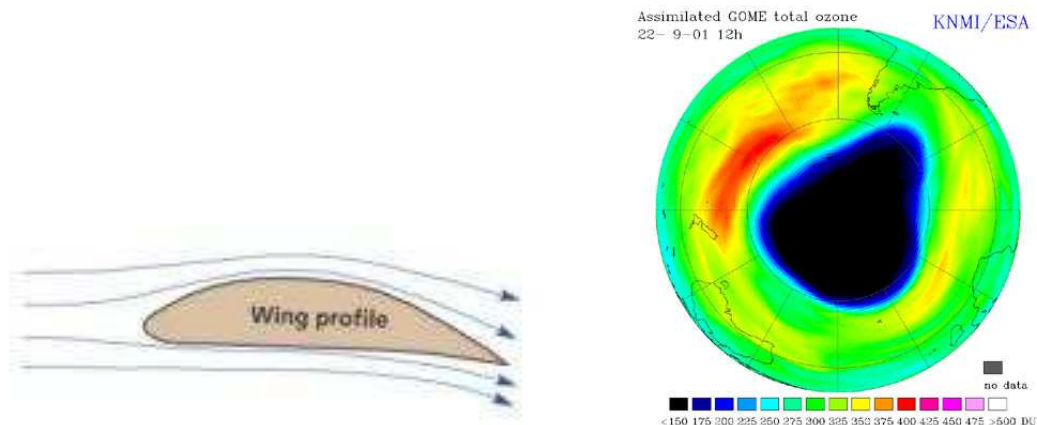 Wing profile
Assimilated GOME total ozone
22- 9-01 12h
KNMI/ESA
no data
<150 175 200 225 250 275 300 325 350 375 400 425 450 475 >500 DU